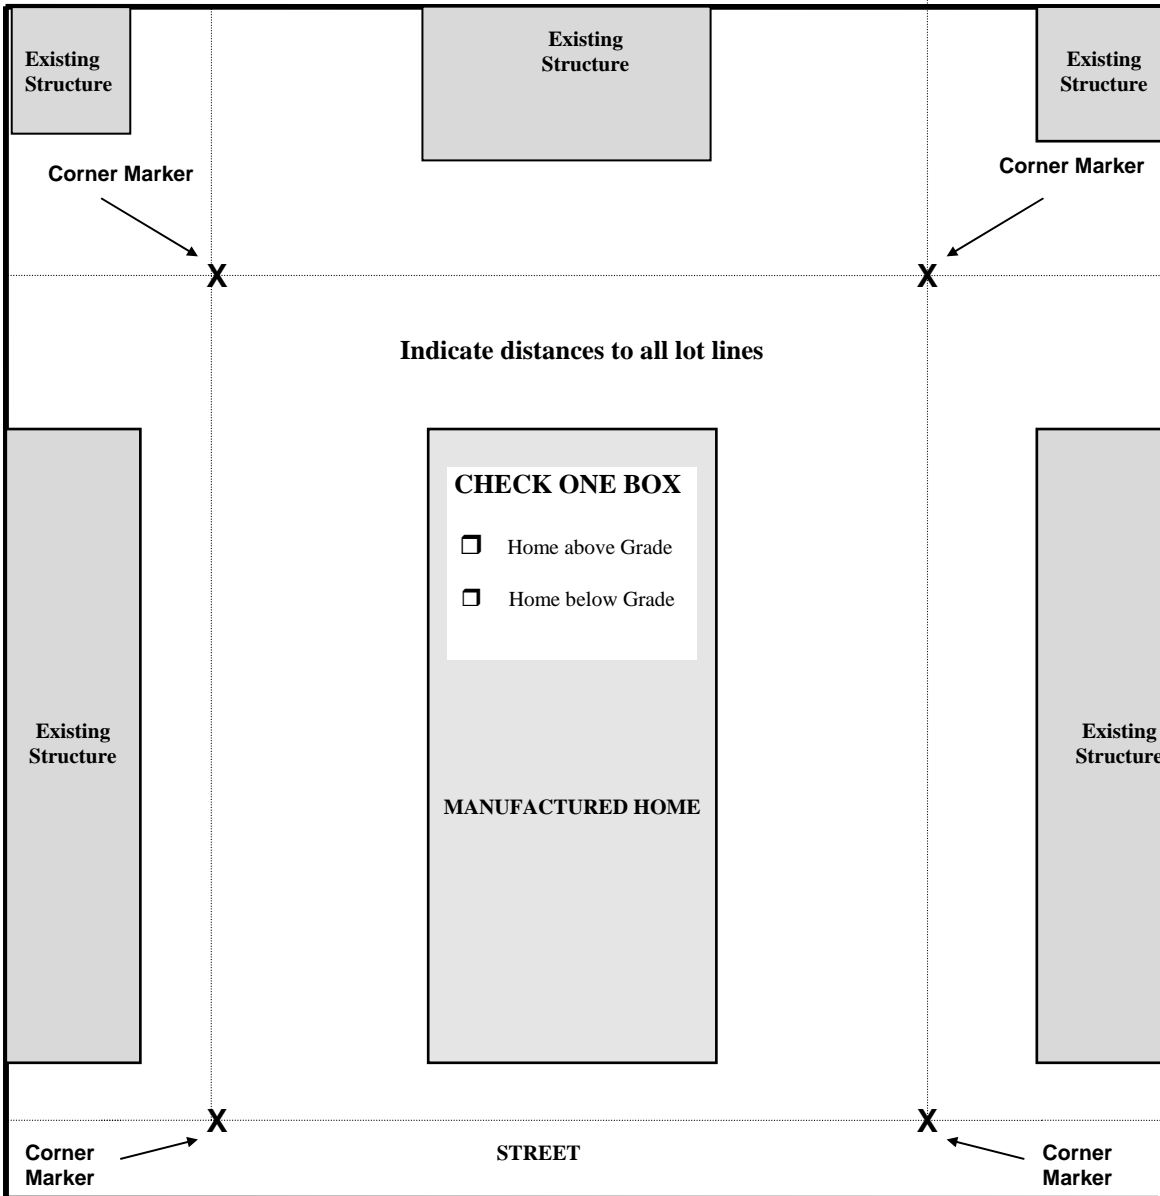 Existing
Structure
Existing
Structure
Existing
Structure
Corner Marker
Corner Marker
X
X
Indicate distances to all lot lines
CHECK ONE BOX
Home above Grade
Home below Grade
Existing
Structure
Existing
Structure
MANUFACTURED HOME
X
X
Corner
Marker
STREET
Corner
Marker